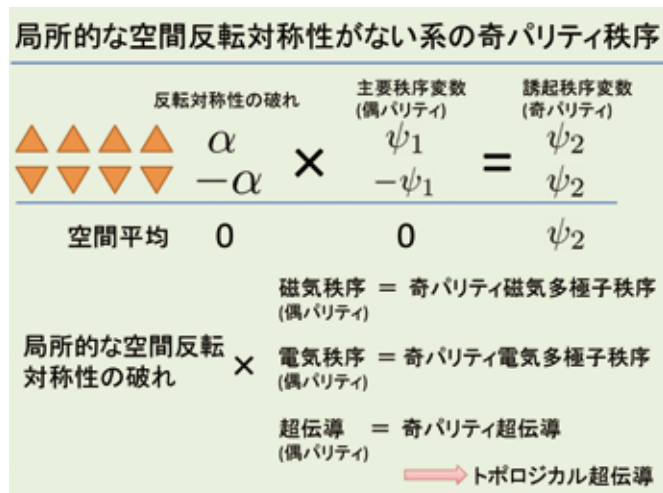 局所的な空間反転対称性がない系の奇パリティ秩序
反転対称性の破れ 主要秩序変数 誘起秩序変数
(偶パリティ) (奇パリティ)
α × ψ1 = ψ2
−α −ψ1 ψ2
空間平均 0 0 ψ2
磁気秩序 = 奇パリティ磁気多極子秩序
(偶パリティ)
局所的な空間反転
対称性の破れ ×
電気秩序 = 奇パリティ電気多極子秩序
(偶パリティ)
超伝導 = 奇パリティ超伝導
(偶パリティ)
トポロジカル超伝導